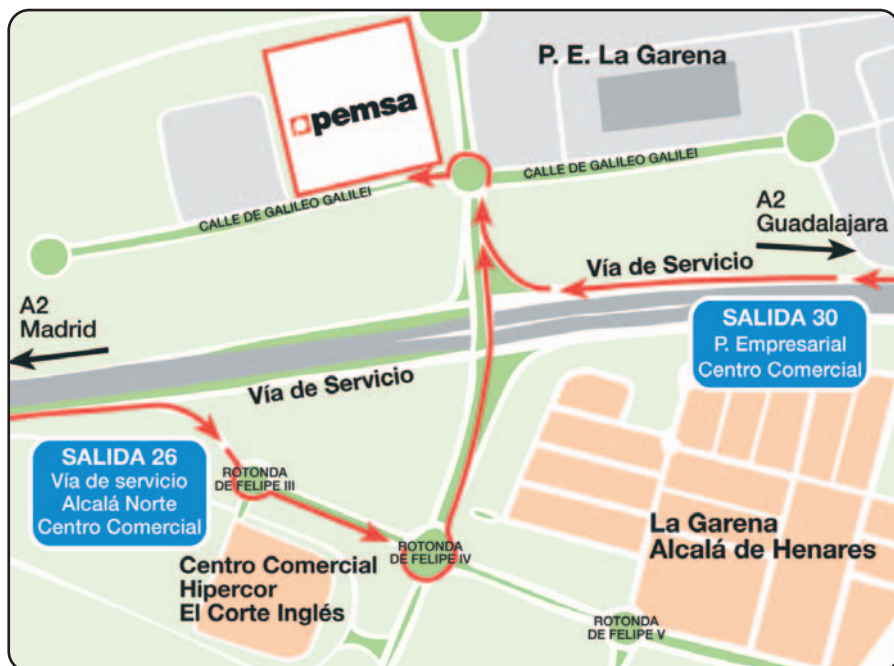 P. E. La Garena
pemsa
CALLE DE GALILEO GALILEI
CALLE DE GALILEO GALILEI
A2
Guadalajara
Vía de Servicio
A2
Madrid
SALIDA 30
P. Empresarial
Centro Comercial
Vía de Servicio
SALIDA 26
Vía de servicio
Alcalá Norte
Centro Comercial
ROTONDA
DE FELIPE III
La Garena
Alcalá de Henares
ROTONDA
DE FELIPE IV
Centro Comercial
Hipercor
El Corte Inglés
ROTONDA
DE FELIPE V